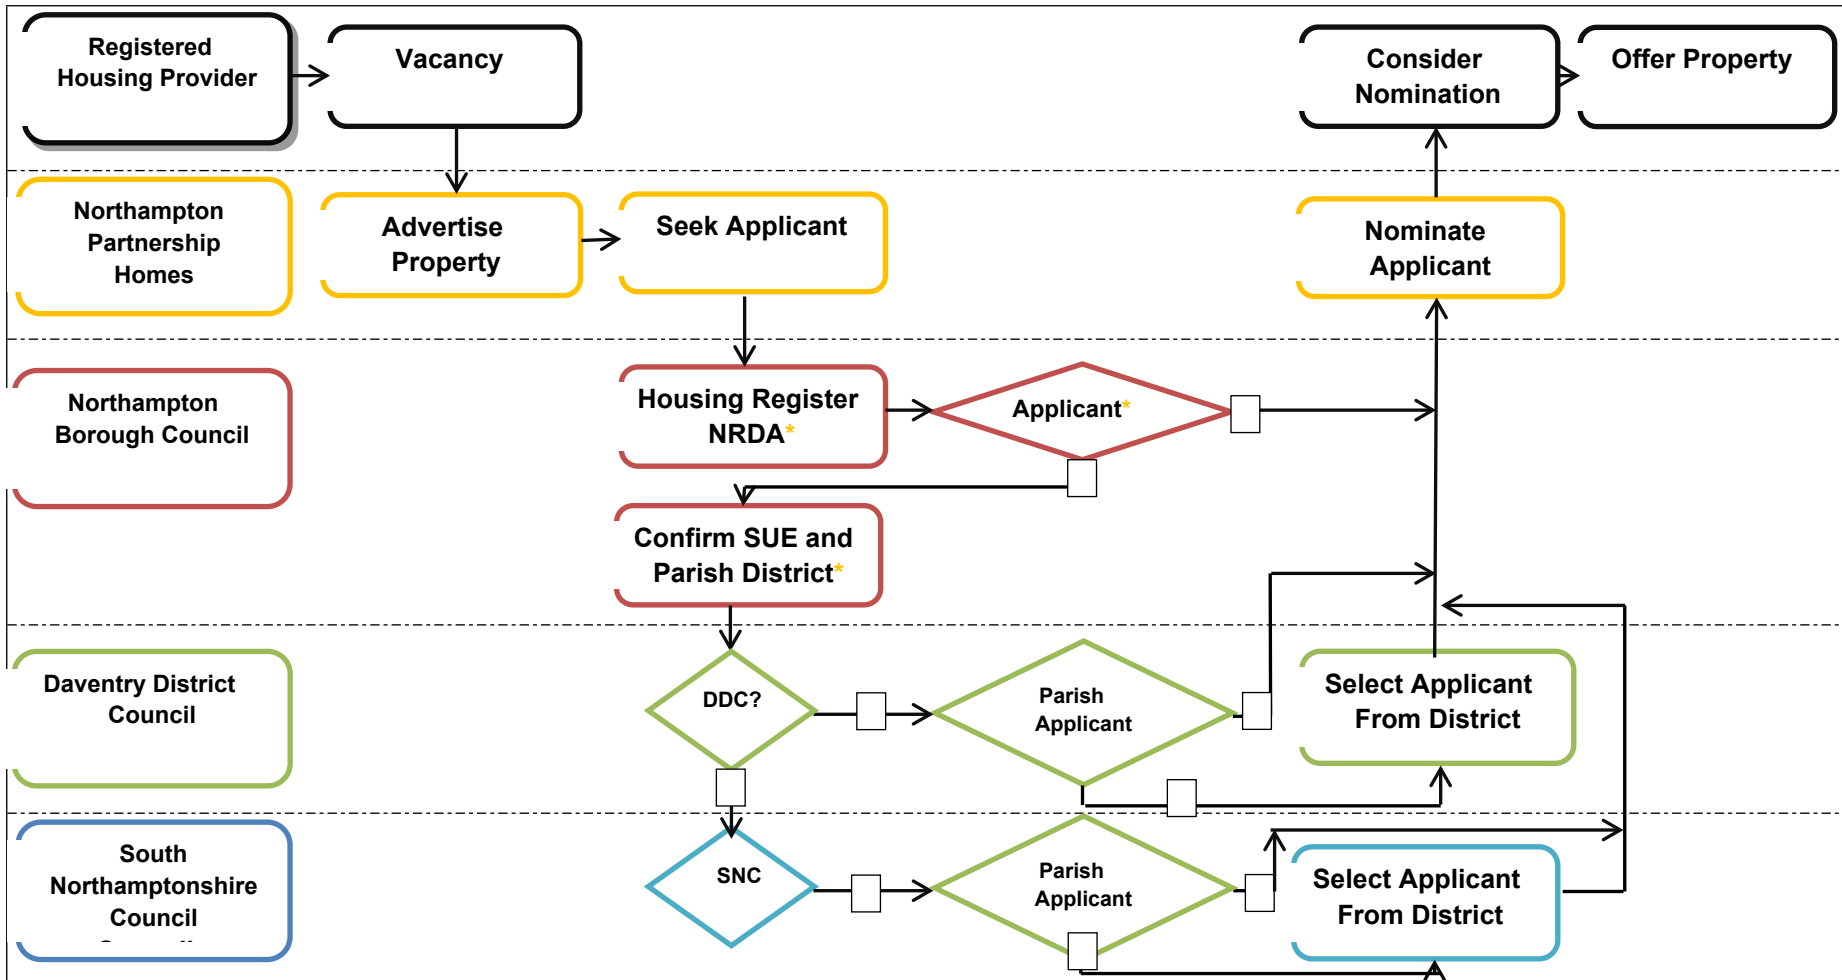 Registered
Housing Provider
Vacancy
Consider
Nomination
Offer Property
Northampton
Partnership
Homes
Advertise
Property
Seek Applicant
Nominate
Applicant
Northampton
Borough Council
Housing Register
NRDA*
Applicant*
Confirm SUE and
Parish District*
Daventry District
Council
DDC?
Parish
Applicant
Select Applicant
From District
South
Northamptonshire
Council
SNC
Parish
Applicant
Select Applicant
From District